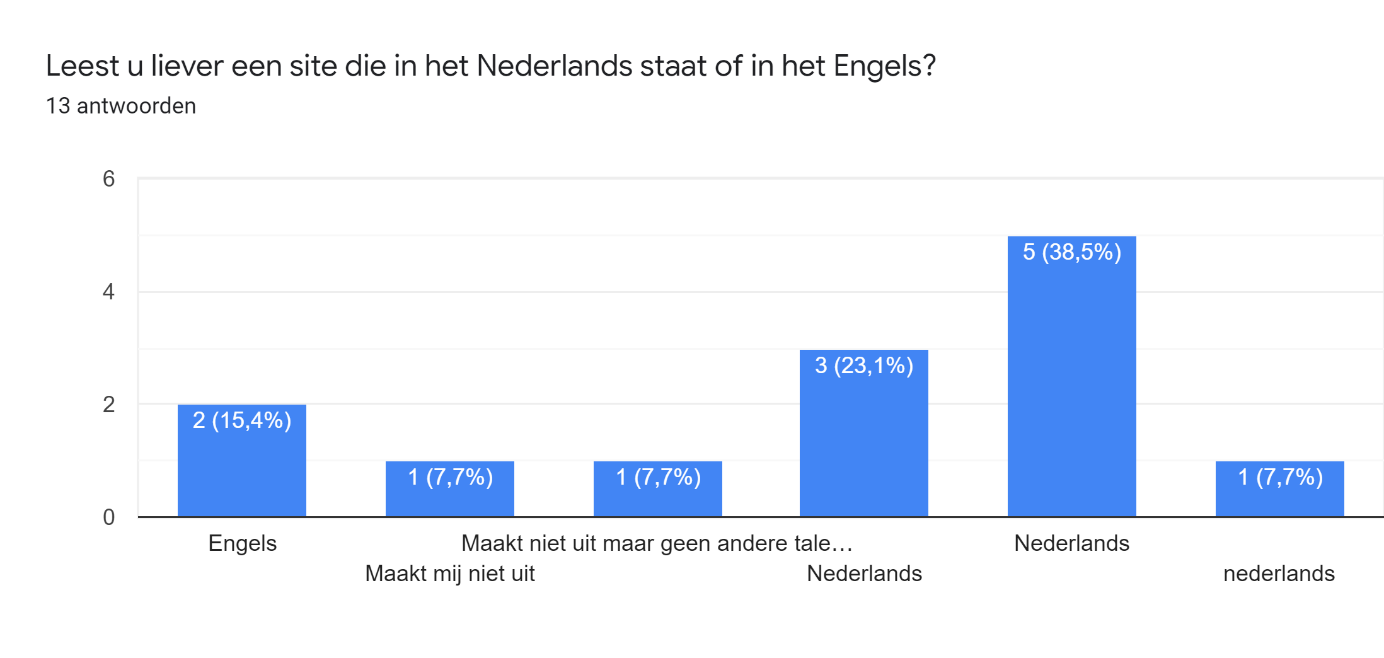 Leest u liever een site die in het Nederlands staat of in het Engels?
13 antwoorden
6
4
2
0
2 (15,4%)
1 (7,7%)
1 (7,7%)
3 (23,1%)
5 (38,5%)
1 (7,7%)
Engels
Maakt mij niet uit
Maakt niet uit maar geen andere tale…
Nederlands
Nederlands
nederlands